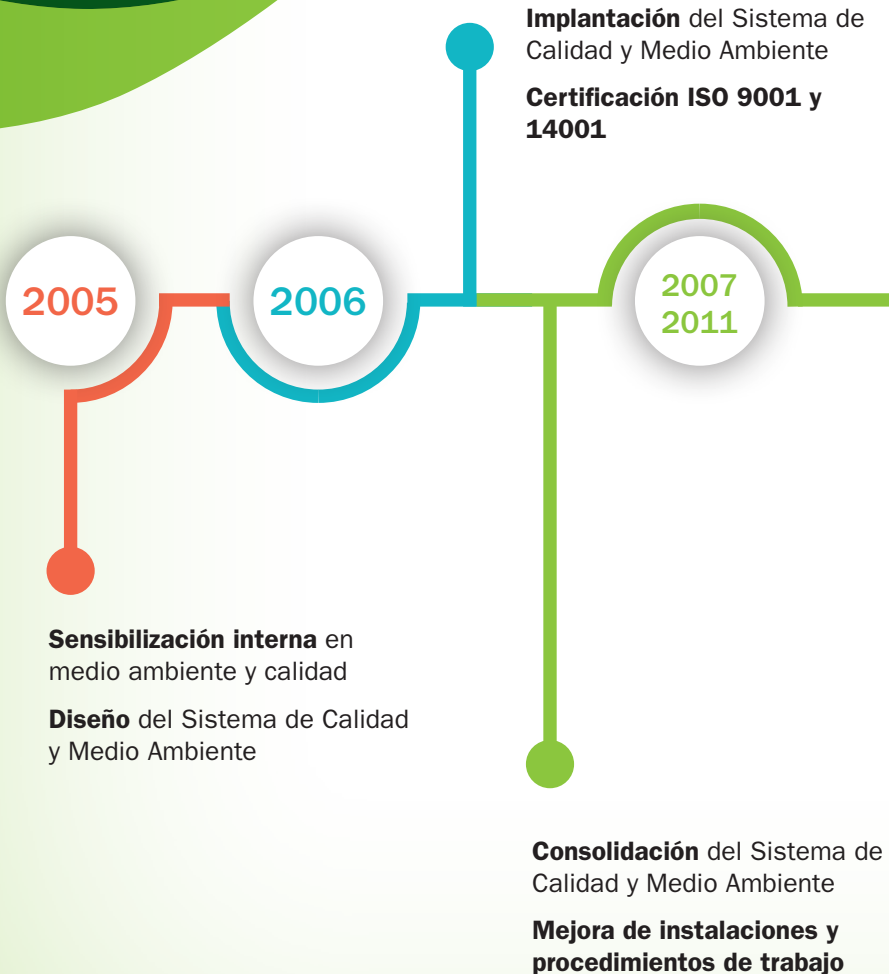 Implantación del Sistema de
Calidad y Medio Ambiente
Certificación ISO 9001 y
14001
2005
2006
2007
2011
Sensibilización interna en
medio ambiente y calidad
Diseño del Sistema de Calidad
y Medio Ambiente
Consolidación del Sistema de
Calidad y Medio Ambiente
Mejora de instalaciones y
procedimientos de trabajo